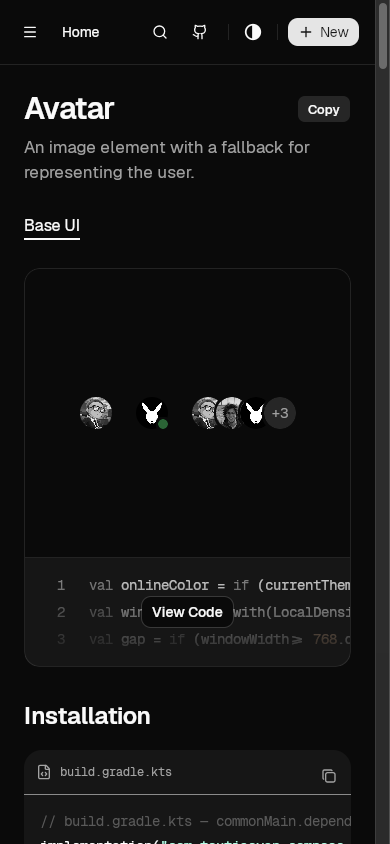 Home
New
Avatar
Copy
An image element with a fallback for
representing the user.
Base UI
+3
1 val onlineColor = if (currentThem
2 val win with(LocalDensi
View Code
3 val gap = if (windowWidth >= 768.d
Installation
build.gradle.kts
// build.gradle.kts — commonMain.depend